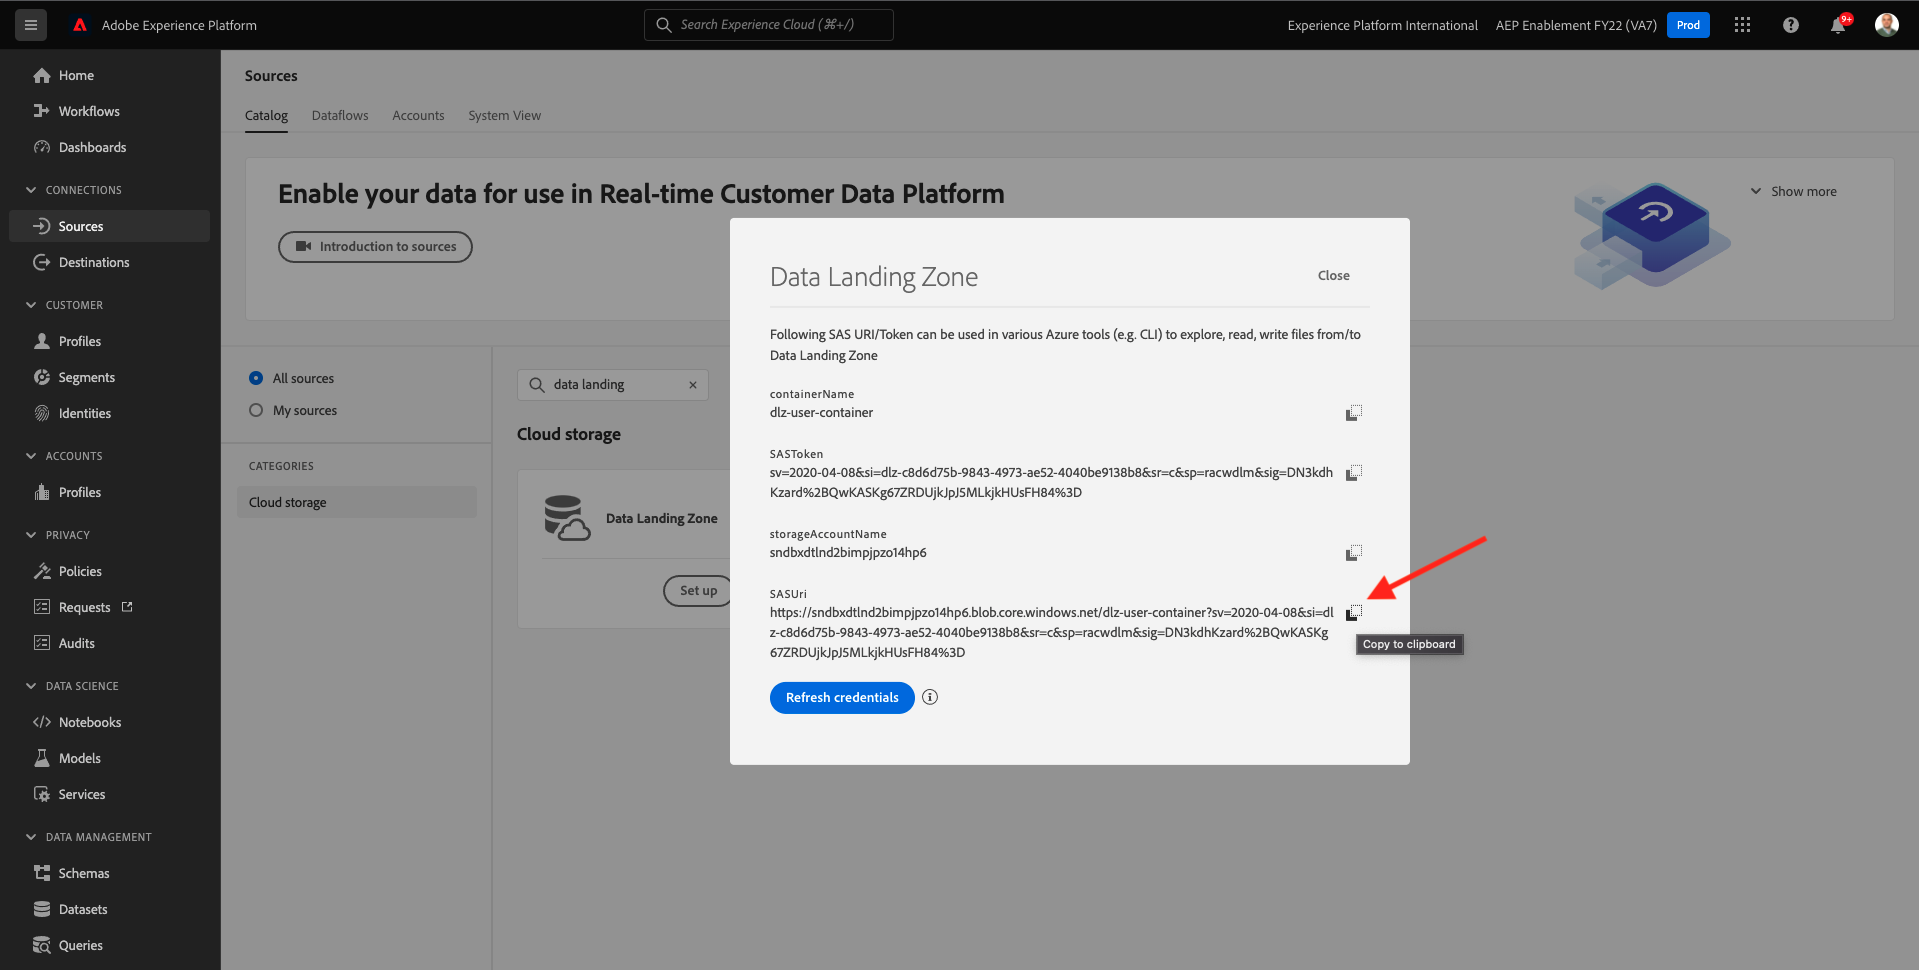 Adobe Experience Platform
Search Experience Cloud (⌘+/)
Experience Platform International
AEP Enablement FY22 (VA7)
Prod
9+
Home
Workflows
Dashboards
CONNECTIONS
Sources
Destinations
CUSTOMER
Profiles
Segments
Identities
ACCOUNTS
Profiles
PRIVACY
Policies
Requests
Audits
DATA SCIENCE
Notebooks
Models
Services
DATA MANAGEMENT
Schemas
Datasets
Queries
Sources
Catalog
Dataflows
Accounts
System View
Enable your data for use in Real-time Customer Data Platform
Introduction to sources
Show more
All sources
My sources
CATEGORIES
Cloud storage
data landing
Cloud storage
Data Landing Zone
Set up
Data Landing Zone
Close
Following SAS URI/Token can be used in various Azure tools (e.g. CLI) to explore, read, write files from/to
Data Landing Zone
containerName
dlz-user-container
SASToken
sv=2020-04-08&si=dlz-c8d6d75b-9843-4973-ae52-4040be9138b8&sr=c&sp=racwdlm&sig=DN3kdh
Kzard%2BQwKASKg67ZRDUjkJpJ5MLkjkHUsFH84%3D
storageAccountName
sndbxdtlnd2bimpjpzo14hp6
SASUri
https://sndbxdtlnd2bimpjpzo14hp6.blob.core.windows.net/dlz-user-container?sv=2020-04-08&si=dl
z-c8d6d75b-9843-4973-ae52-4040be9138b8&sr=c&sp=racwdlm&sig=DN3kdhKzard%2BQwKASKg
67ZRDUjkJpJ5MLkjkHUsFH84%3D
Copy to clipboard
Refresh credentials